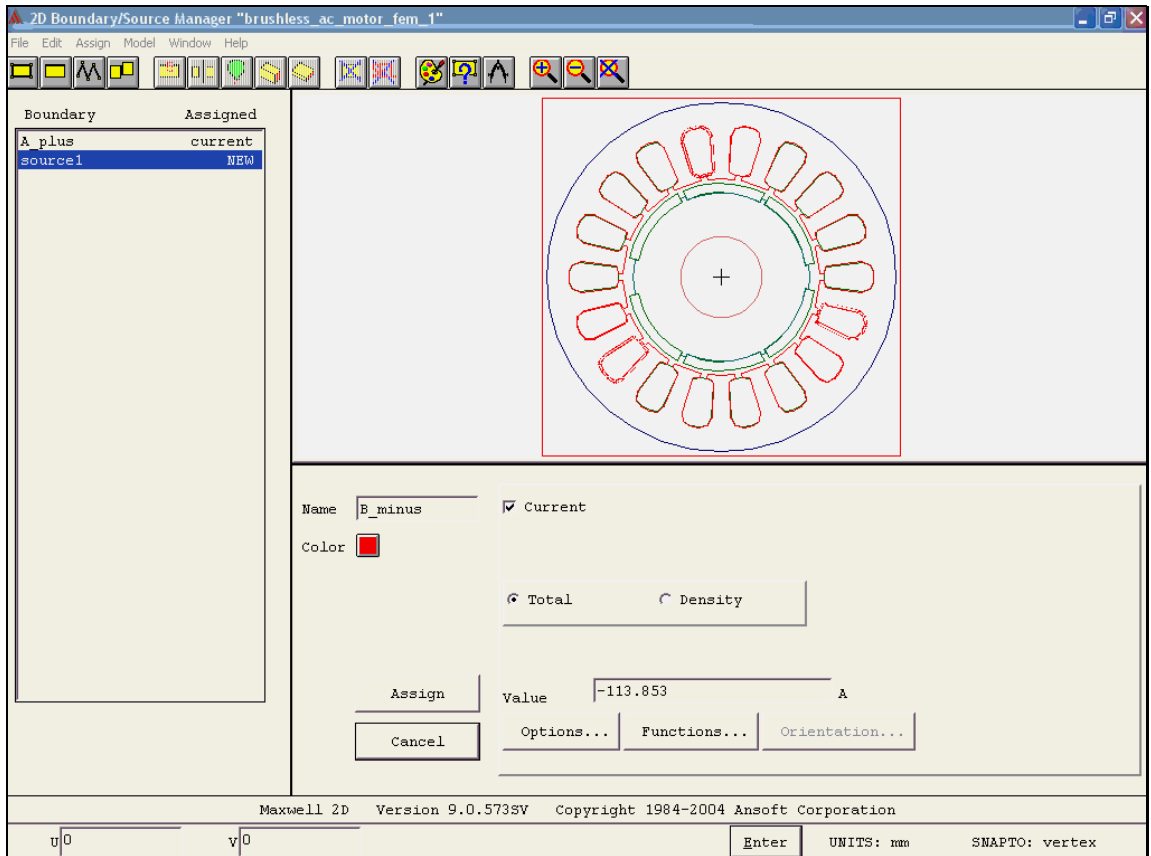 2D Boundary/Source Manager "brushless_ac_motor_fem_1"
File Edit Assign Model Window Help
Boundary Assigned
A_plus current
source1 NEW
Name B_minus
Current
Color
Total Density
Assign
Value -113.853 A
Cancel
Options... Functions... Orientation...
Maxwell 2D Version 9.0.573SV Copyright 1984-2004 Ansoft Corporation
U 0 V 0 Enter UNITS: mm SNAPTO: vertex